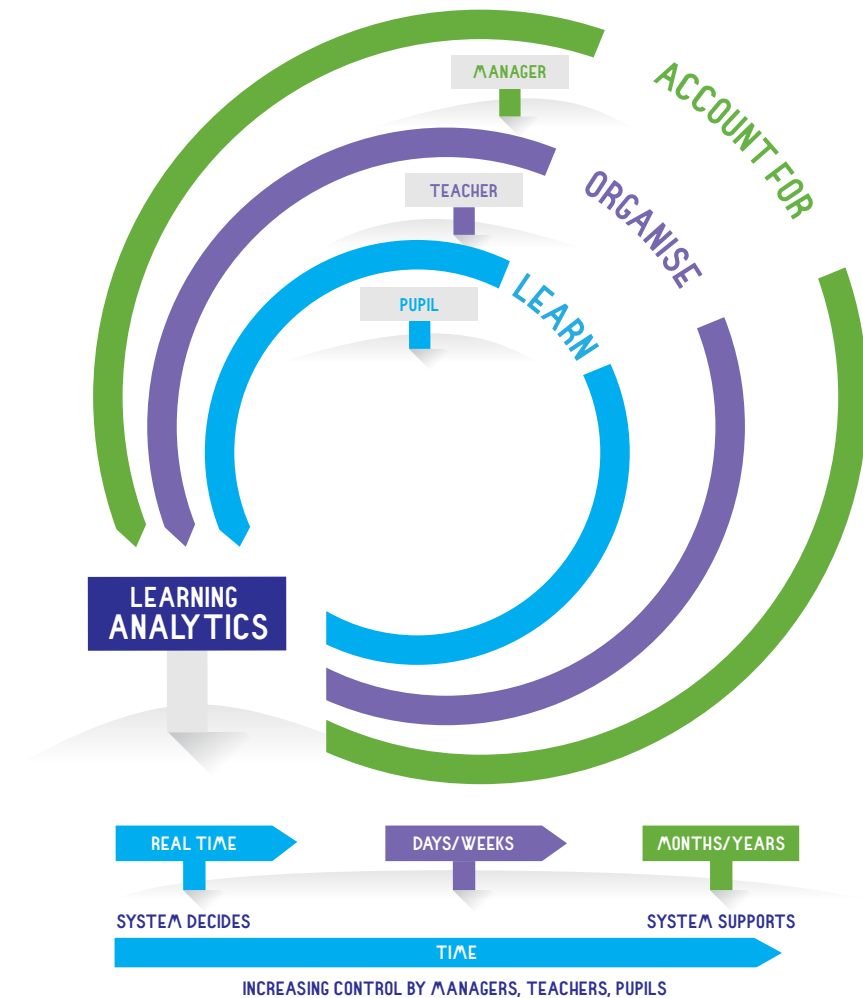 MANAGER
ACCOUNT FOR
TEACHER
ORGANISE
PUPIL
LEARN
LEARNING
ANALYTICS
REAL TIME
DAYS/WEEKS
MONTHS/YEARS
SYSTEM DECIDES
SYSTEM SUPPORTS
TIME
INCREASING CONTROL BY MANAGERS, TEACHERS, PUPILS